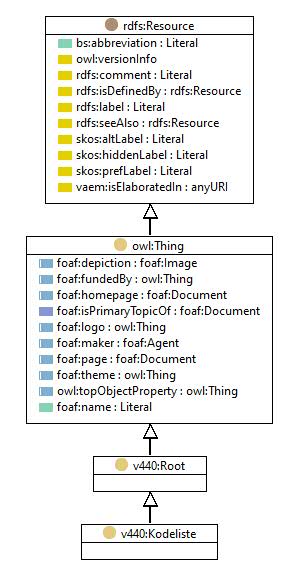 rdfs:Resource
bs:abbreviation : Literal
owl:versionInfo
rdfs:comment : Literal
rdfs:isDefinedBy : rdfs:Resource
rdfs:label : Literal
rdfs:seeAlso : rdfs:Resource
skos:altLabel : Literal
skos:hiddenLabel : Literal
skos:prefLabel : Literal
vaem:isElaboratedIn : anyURI
owl:Thing
foaf:depiction : foaf:Image
foaf:fundedBy : owl:Thing
foaf:homepage : foaf:Document
foaf:isPrimaryTopicOf : foaf:Document
foaf:logo : owl:Thing
foaf:maker : foaf:Agent
foaf:page : foaf:Document
foaf:theme : owl:Thing
owl:topObjectProperty : owl:Thing
foaf:name : Literal
v440:Root
v440:Kodeliste